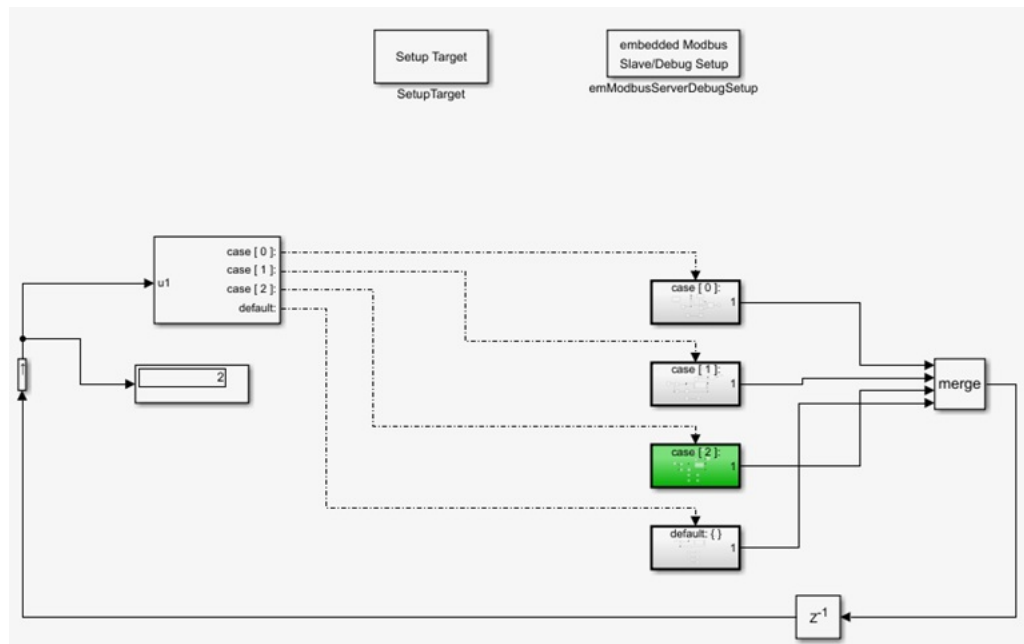 Setup Target
SetupTarget
embedded Modbus
Slave/Debug Setup
emModbusServerDebugSetup
u1
case [ 0 ]:
case [ 1 ]:
case [ 2 ]:
default:
2
case [ 0 ]:
1
case [ 1 ]:
1
case [ 2 ]:
1
default: { }
1
merge
z-1